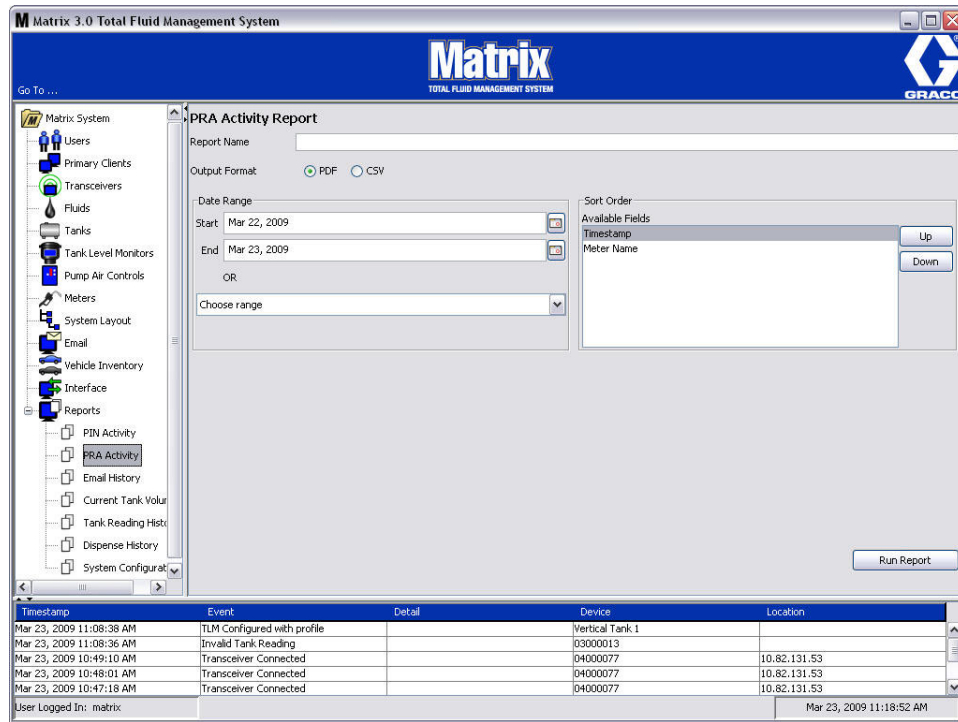 M Matrix 3.0 Total Fluid Management System
Go To ...
Matrix
TOTAL FLUID MANAGEMENT SYSTEM
GRACO
Matrix System
Users
Primary Clients
Transceivers
Fluids
Tanks
Tank Level Monitors
Pump Air Controls
Meters
System Layout
Email
Vehicle Inventory
Interface
Reports
PIN Activity
PRA Activity
Email History
Current Tank Volur
Tank Reading Histo
Dispense History
System Configurat
PRA Activity Report
Report Name
Output Format PDF CSV
Date Range
Start Mar 22, 2009
End Mar 23, 2009
OR
Choose range
Sort Order
Available Fields
Timestamp
Meter Name
Up
Down
Run Report
Timestamp Event Detail Device Location
Mar 23, 2009 11:08:38 AM TLM Configured with profile Vertical Tank 1
Mar 23, 2009 11:08:36 AM Invalid Tank Reading 03000013
Mar 23, 2009 10:49:10 AM Transceiver Connected 04000077 10.82.131.53
Mar 23, 2009 10:48:01 AM Transceiver Connected 04000077 10.82.131.53
Mar 23, 2009 10:47:18 AM Transceiver Connected 04000077 10.82.131.53
User Logged In: matrix Mar 23, 2009 11:18:52 AM